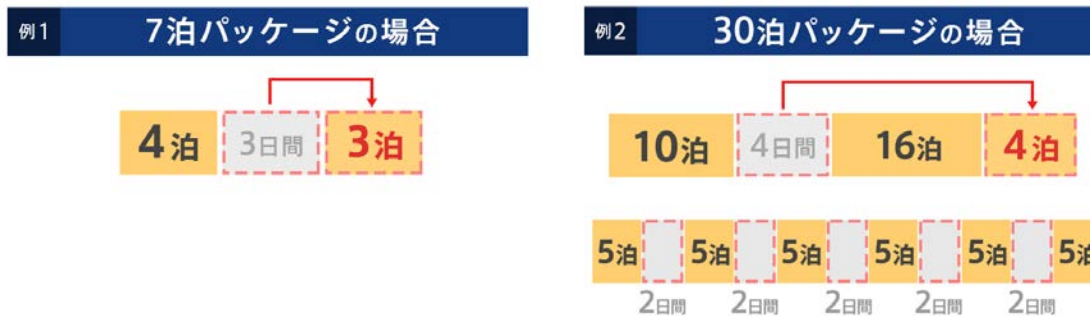 例1 7泊パッケージの場合
4泊 3日間 3泊
例2 30泊パッケージの場合
10泊 4日間 16泊 4泊
5泊 5泊 5泊 5泊 5泊 5泊
2日間 2日間 2日間 2日間 2日間